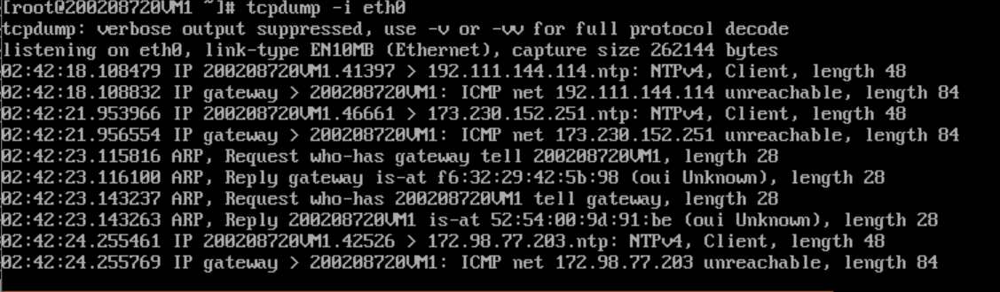 [root@200208720VM1 ~]# tcpdump -i eth0
tcpdump: verbose output suppressed, use -v or -vv for full protocol decode
listening on eth0, link-type EN10MB (Ethernet), capture size 262144 bytes
02:42:18.108479 IP 200208720VM1.41397 > 192.111.144.114.ntp: NTPv4, Client, length 48
02:42:18.108832 IP gateway > 200208720VM1: ICMP net 192.111.144.114 unreachable, length 84
02:42:21.953966 IP 200208720VM1.46661 > 173.230.152.251.ntp: NTPv4, Client, length 48
02:42:21.956554 IP gateway > 200208720VM1: ICMP net 173.230.152.251 unreachable, length 84
02:42:23.115816 ARP, Request who-has gateway tell 200208720VM1, length 28
02:42:23.116100 ARP, Reply gateway is-at f6:32:29:42:5b:98 (oui Unknown), length 28
02:42:23.143237 ARP, Request who-has 200208720VM1 tell gateway, length 28
02:42:23.143263 ARP, Reply 200208720VM1 is-at 52:54:00:9d:91:be (oui Unknown), length 28
02:42:24.255461 IP 200208720VM1.42526 > 172.98.77.203.ntp: NTPv4, Client, length 48
02:42:24.255769 IP gateway > 200208720VM1: ICMP net 172.98.77.203 unreachable, length 84